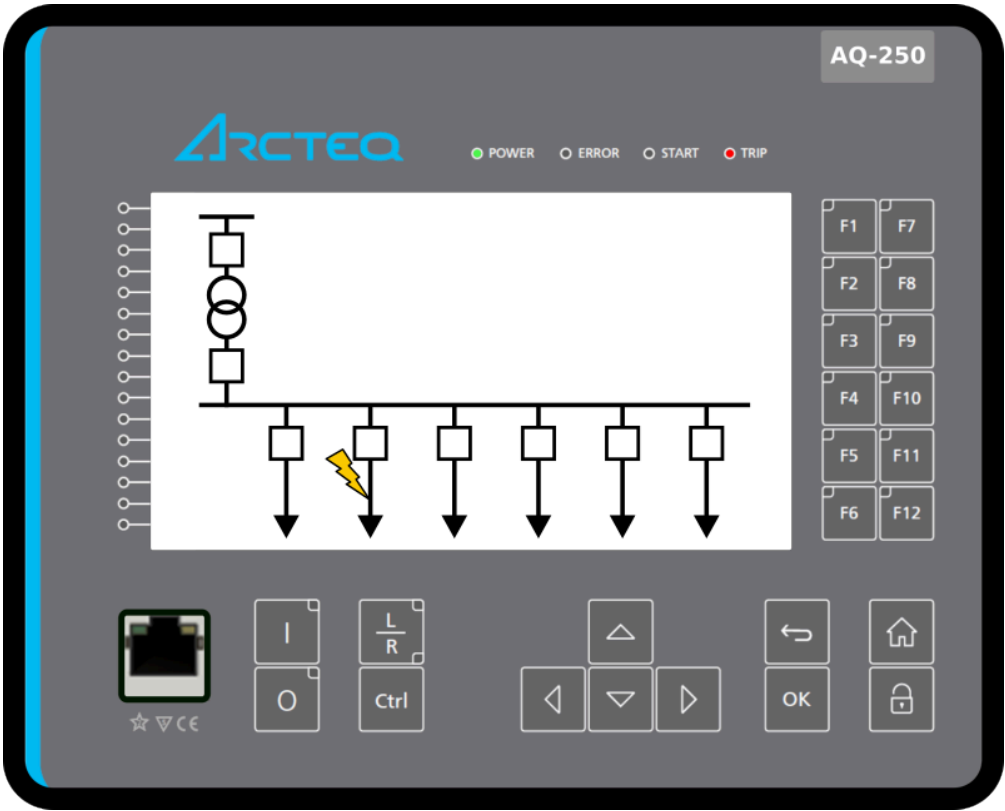 AQ-250
ARCTEQ
POWER ERROR START TRIP
F1 F7
F2 F8
F3 F9
F4 F10
F5 F11
F6 F12
I
L
R
O
Ctrl
OK
CE